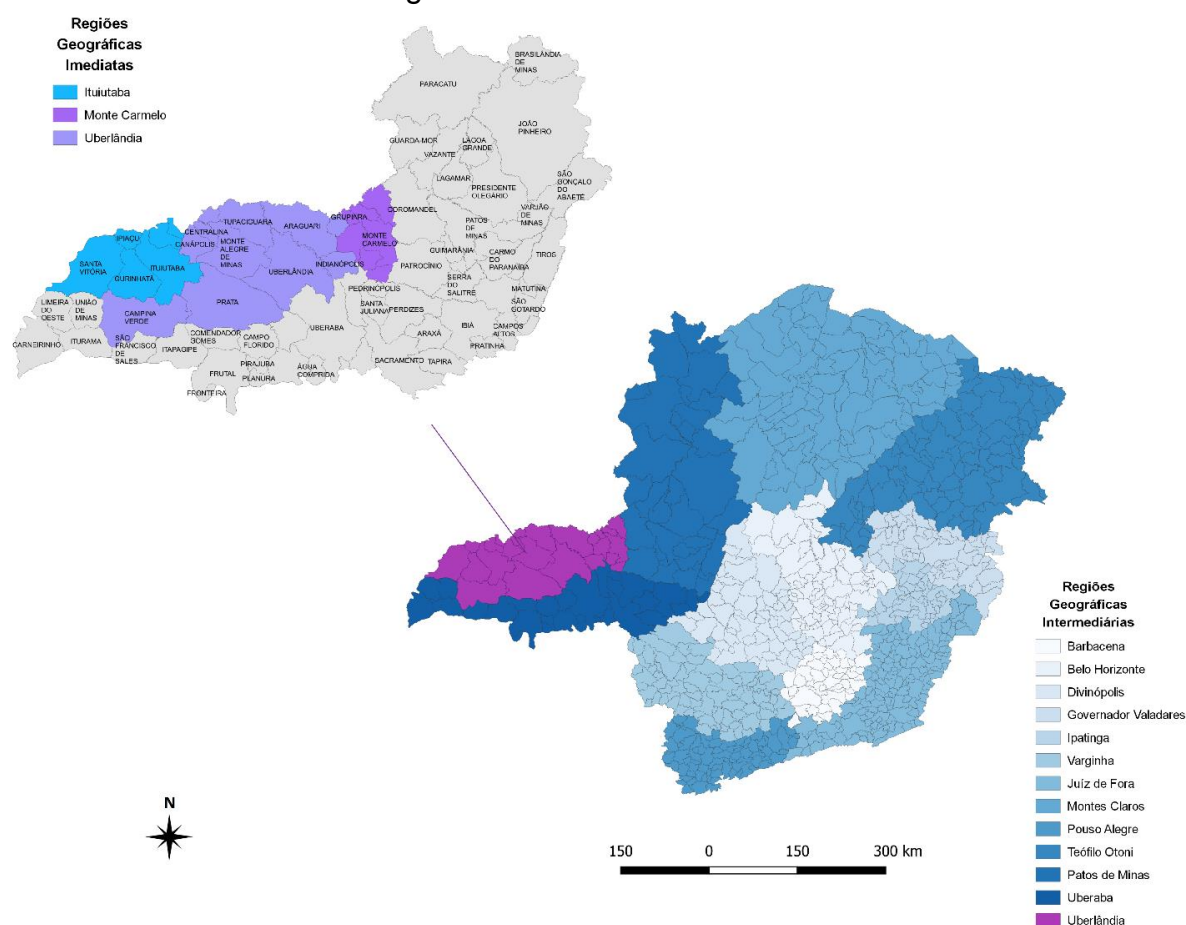 Regiões
Geográficas
Imediatas
Ituiutaba
Monte Carmelo
Uberlândia
BRASILÂNDIA
DE
MINAS
PARACATU
JOÃO
PINHEIRO
GUARDA-MOR
LAGOA
GRANDE
VAZANTE
LAGAMAR
SÃO
GONÇALO
DO
ABAETÉ
PRESIDENTE
OLEGÁRIO
COROMANDEL
VARJÃO
DE
MINAS
PATOS
DE
MINAS
GRUPIARA
TUPACIGUARA
ARAGUARI
CENTRALINA
MONTE
CARMELO
IPIAÇU
CANÁPOLIS
MONTE
ALEGRE
DE
MINAS
GUIMARÂNIA
CARMO
DO
PARANAÍBA
TIROS
SANTA
VITÓRIA
ITUIUTABA
GURINHATÃ
UBERLÂNDIA
INDIANÓPOLIS
PATROCÍNIO
SERRA
DO
SALITRE
MATUTINA
PEDRINÓPOLIS
LIMEIRA
DO
OESTE
UNIÃO
DE
MINAS
CAMPINA
VERDE
PRATA
SANTA
JULIANA
PERDIZES
SÃO
GOTARDO
CARNEIRINHO
ITURAMA
SÃO
FRANCISCO
DE
SALES
ITAPAGIPE
COMENDADOR
GOMES
CAMPO
FLORIDO
UBERABA
ARAXÁ
IBIÁ
CAMPOS
ALTOS
PRATINHA
SACRAMENTO
TAPIRA
FRUTAL
PIRAJUBA
PLANURA
ÁGUA
COMPRIDA
FRONTEIRA
Regiões
Geográficas
Intermediárias
Barbacena
Belo Horizonte
Divinópolis
Governador Valadares
Ipatinga
Varginha
Juíz de Fora
Montes Claros
Pouso Alegre
Teófilo Otoni
Patos de Minas
Uberaba
Uberlândia
N
150 0 150 300 km